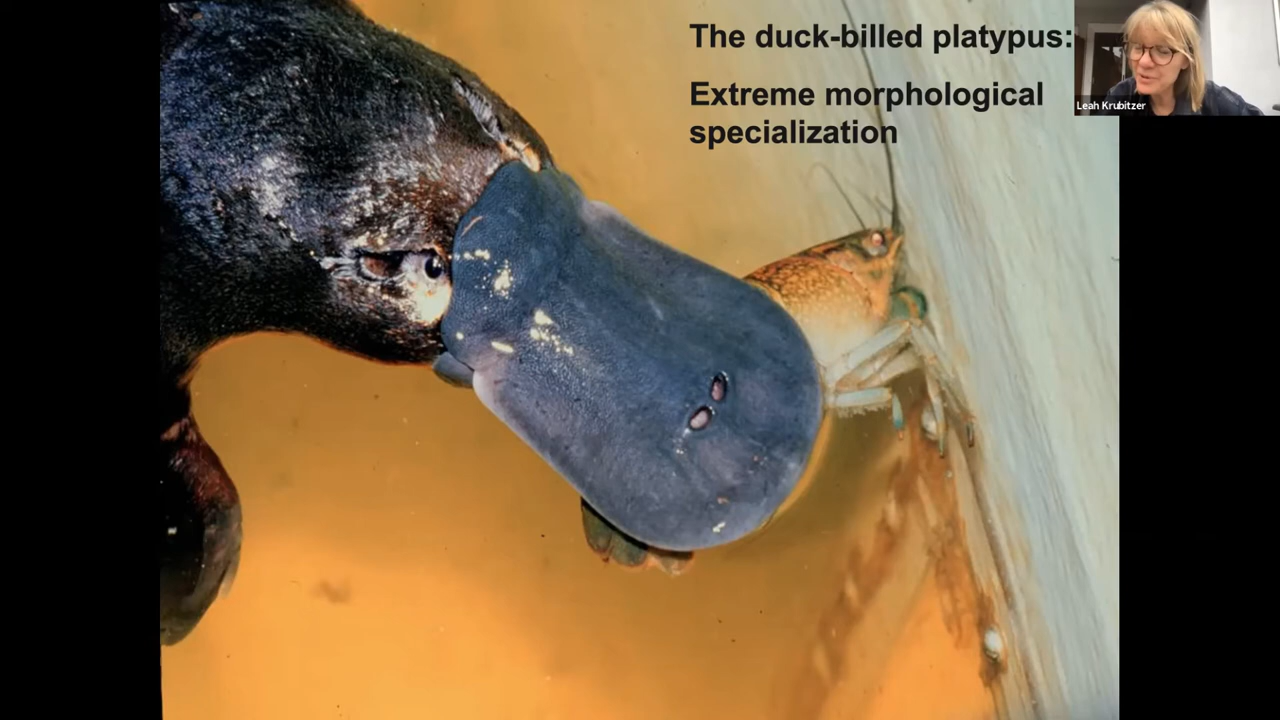 The duck-billed platypus:
Extreme morphological
specialization
Leah Krubitzer